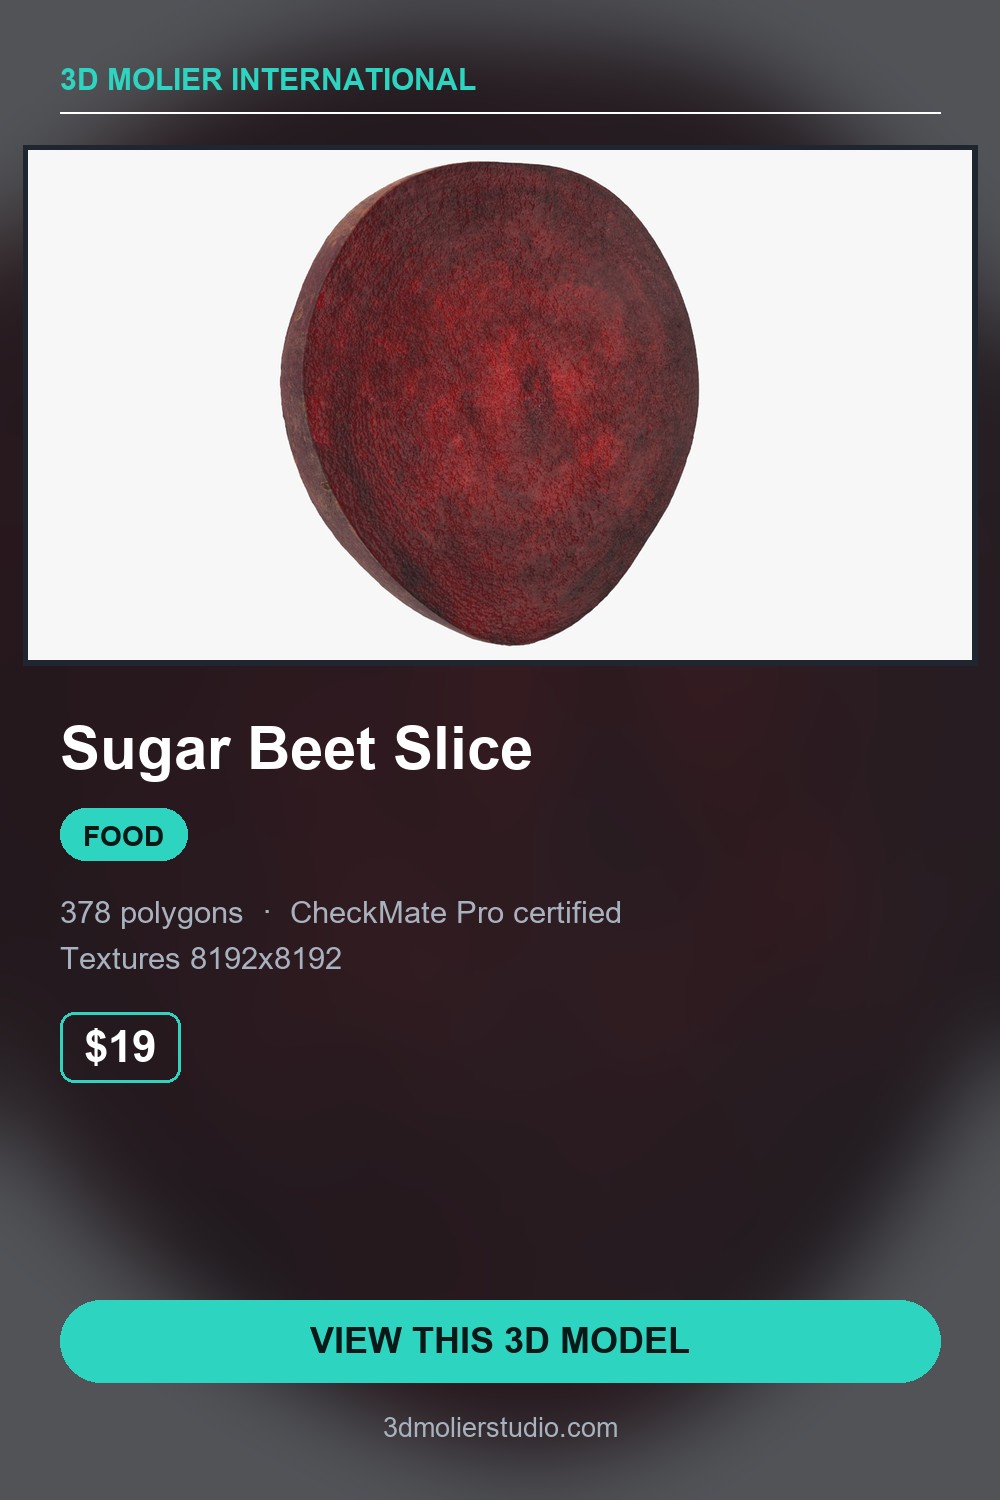 3D MOLIER INTERNATIONAL
Sugar Beet Slice
FOOD
378 polygons · CheckMate Pro certified
Textures 8192x8192
$19
VIEW THIS 3D MODEL
3dmolierstudio.com